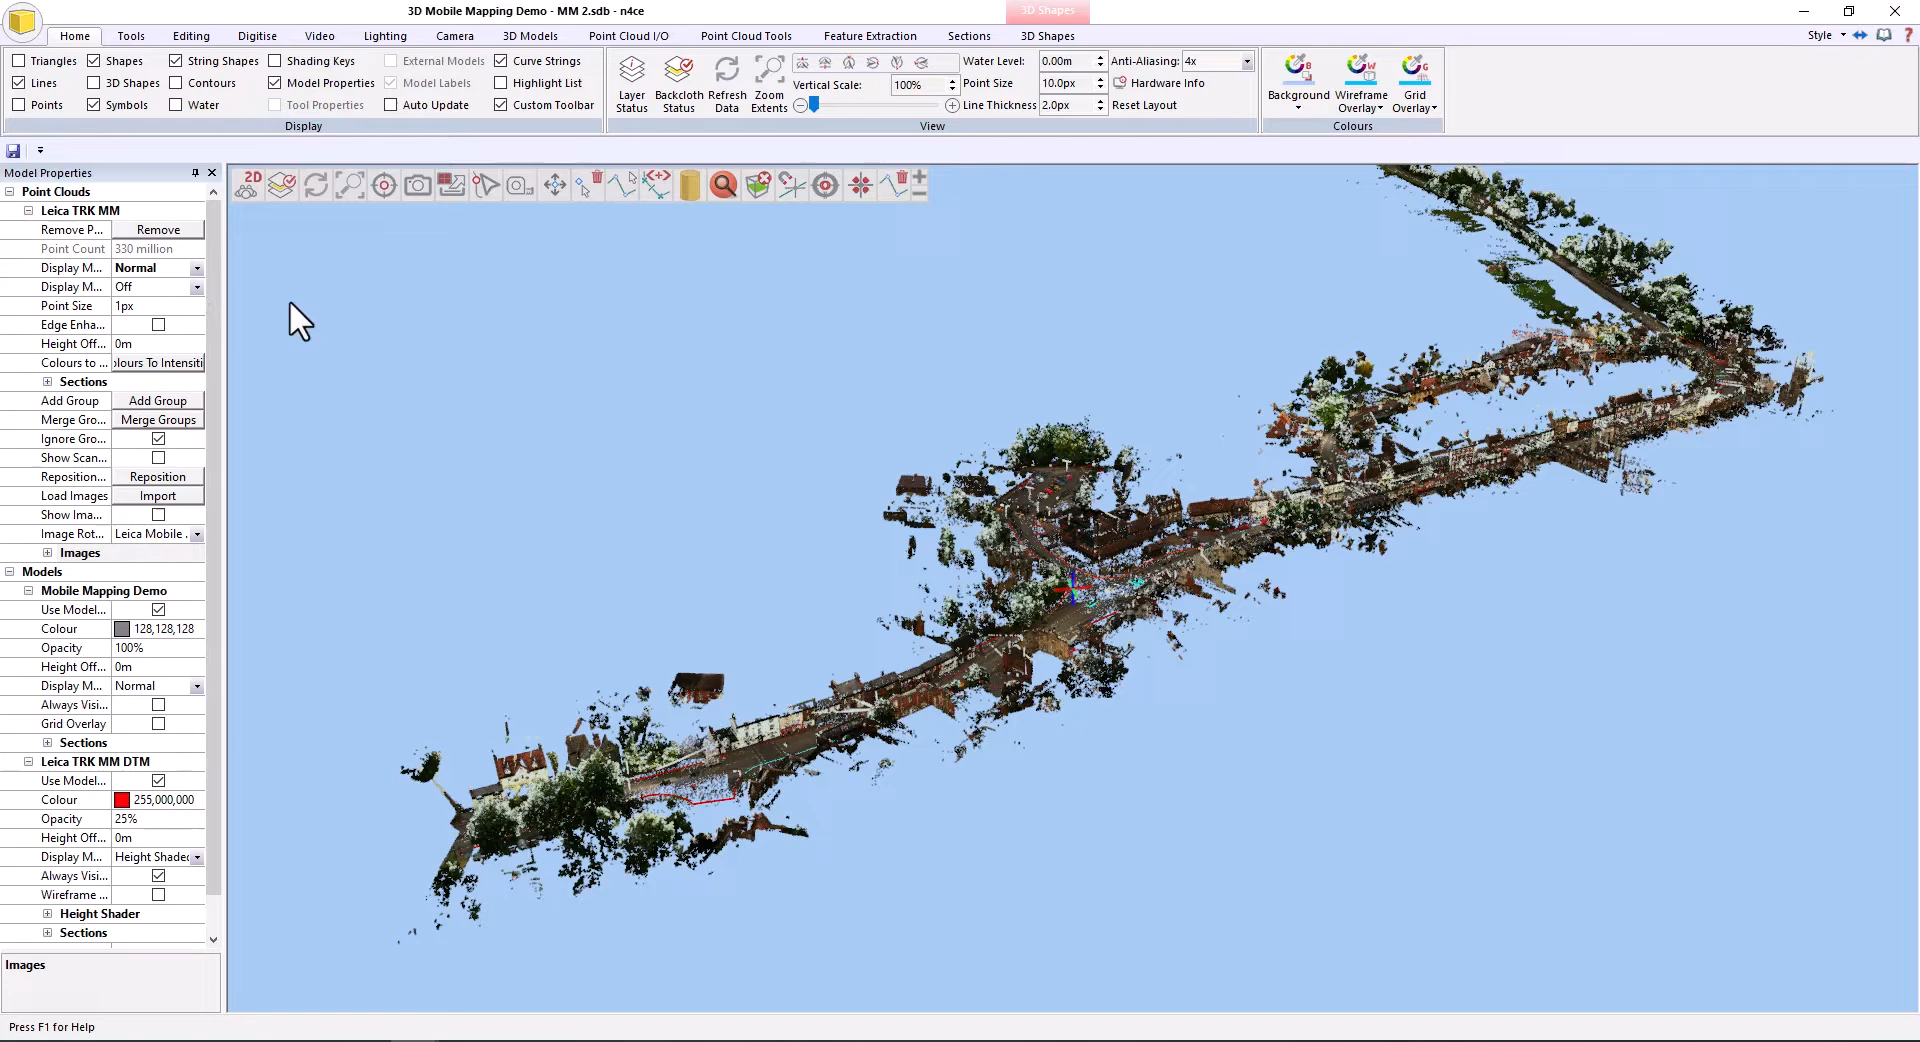 3D Mobile Mapping Demo - MM 2.sdb - n4ce
3D Shapes
Home Tools Editing Digitise Video Lighting Camera 3D Models Point Cloud I/O Point Cloud Tools Feature Extraction Sections 3D Shapes Style
Triangles Shapes String Shapes Shading Keys External Models Curve Strings
Lines 3D Shapes Contours Model Properties Model Labels Highlight List
Points Symbols Water Tool Properties Auto Update Custom Toolbar
Display
Layer Status
Backcloth Status
Refresh Data
Zoom Extents
Vertical Scale: 100%
Water Level: 0.00m Anti-Aliasing: 4x
Point Size 10.0px Hardware Info
Line Thickness 2.0px Reset Layout
View
Background
Wireframe Overlay
Grid Overlay
Colours
Model Properties
2D
Point Clouds
Leica TRK MM
Remove P... Remove
Point Count 330 million
Display M... Normal
Display M... Off
Point Size 1px
Edge Enha...
Height Off... 0m
Colours to ... olours To Intensiti
Sections
Add Group Add Group
Merge Gro... Merge Groups
Ignore Gro...
Show Scan...
Reposition... Reposition
Load Images Import
Show Ima...
Image Rot... Leica Mobile .
Images
Models
Mobile Mapping Demo
Use Model...
Colour 128,128,128
Opacity 100%
Height Off... 0m
Display M... Normal
Always Visi...
Grid Overlay
Sections
Leica TRK MM DTM
Use Model...
Colour 255,000,000
Opacity 25%
Height Off... 0m
Display M... Height Shaded
Always Visi...
Wireframe ...
Height Shader
Sections
Images
Press F1 for Help